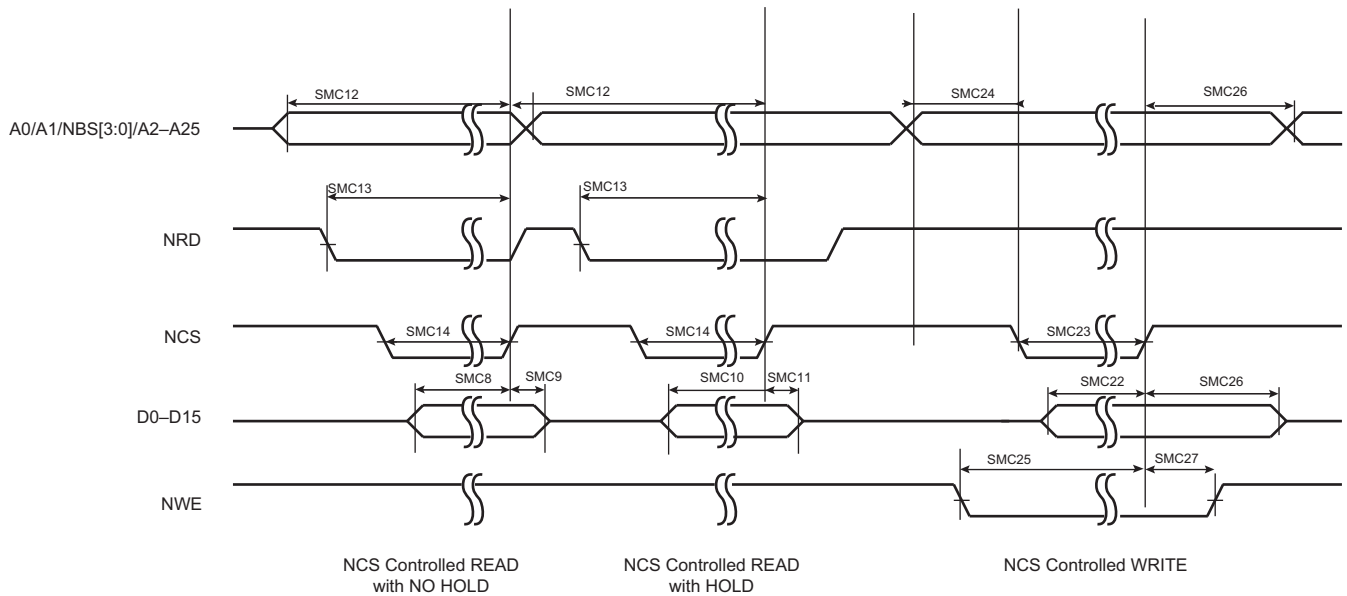 SMC12
SMC12
SMC24
SMC26
A0/A1/NBS[3:0]/A2–A25
SMC13
SMC13
NRD
SMC14
SMC14
SMC23
NCS
SMC8
SMC9
SMC10
SMC11
SMC22
SMC26
D0–D15
SMC25
SMC27
NWE
NCS Controlled READ
with NO HOLD
NCS Controlled READ
with HOLD
NCS Controlled WRITE